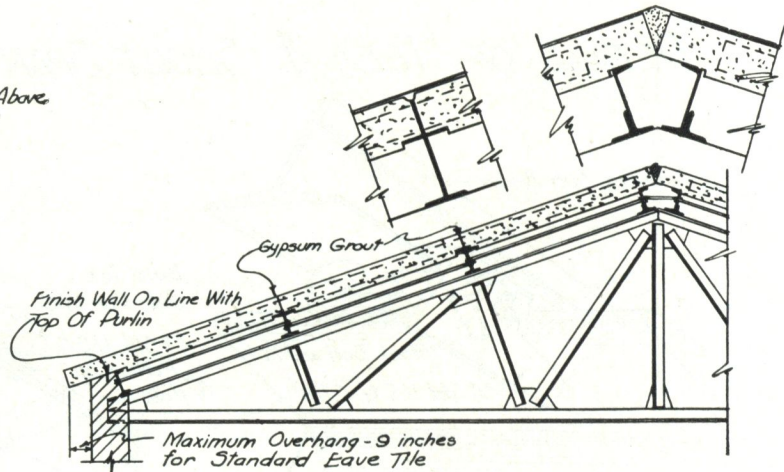 Above
Gypsum Grout
Finish Wall On Line With
Top Of Purlin
Maximum Overhang - 9 inches
for Standard Eave Tile